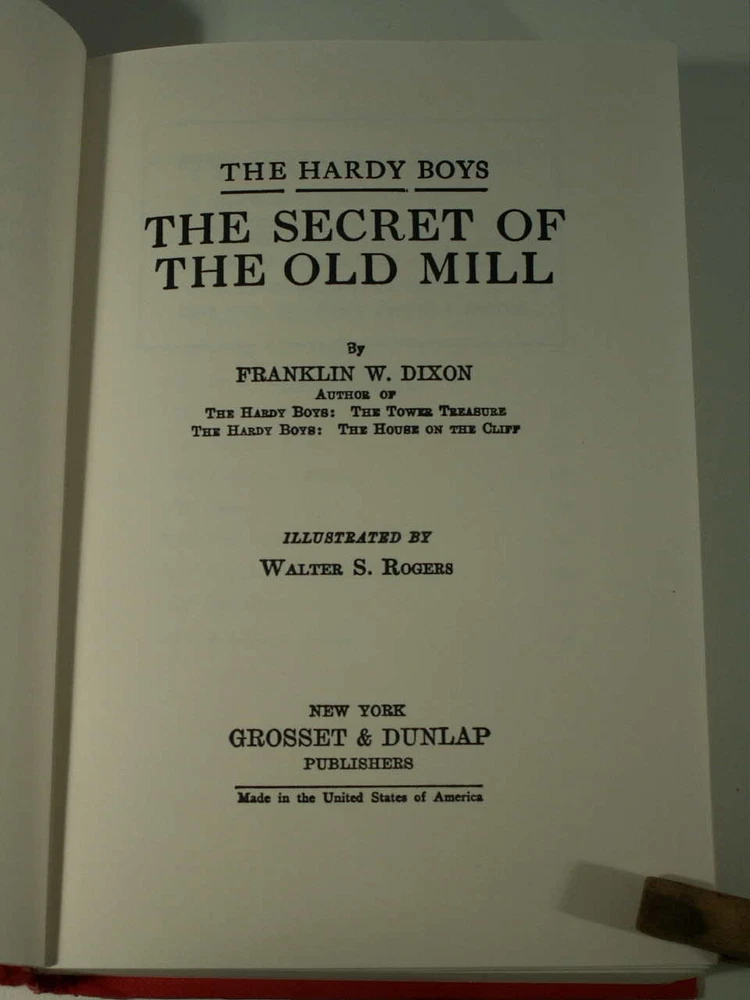 THE HARDY BOYS
THE SECRET OF
THE OLD MILL
By
FRANKLIN W. DIXON
AUTHOR OF
THE HARDY BOYS: THE TOWER TREASURE
THE HARDY BOYS: THE HOUSE ON THE CLIFF
ILLUSTRATED BY
WALTER S. ROGERS
NEW YORK
GROSSET & DUNLAP
PUBLISHERS
Made in the United States of America